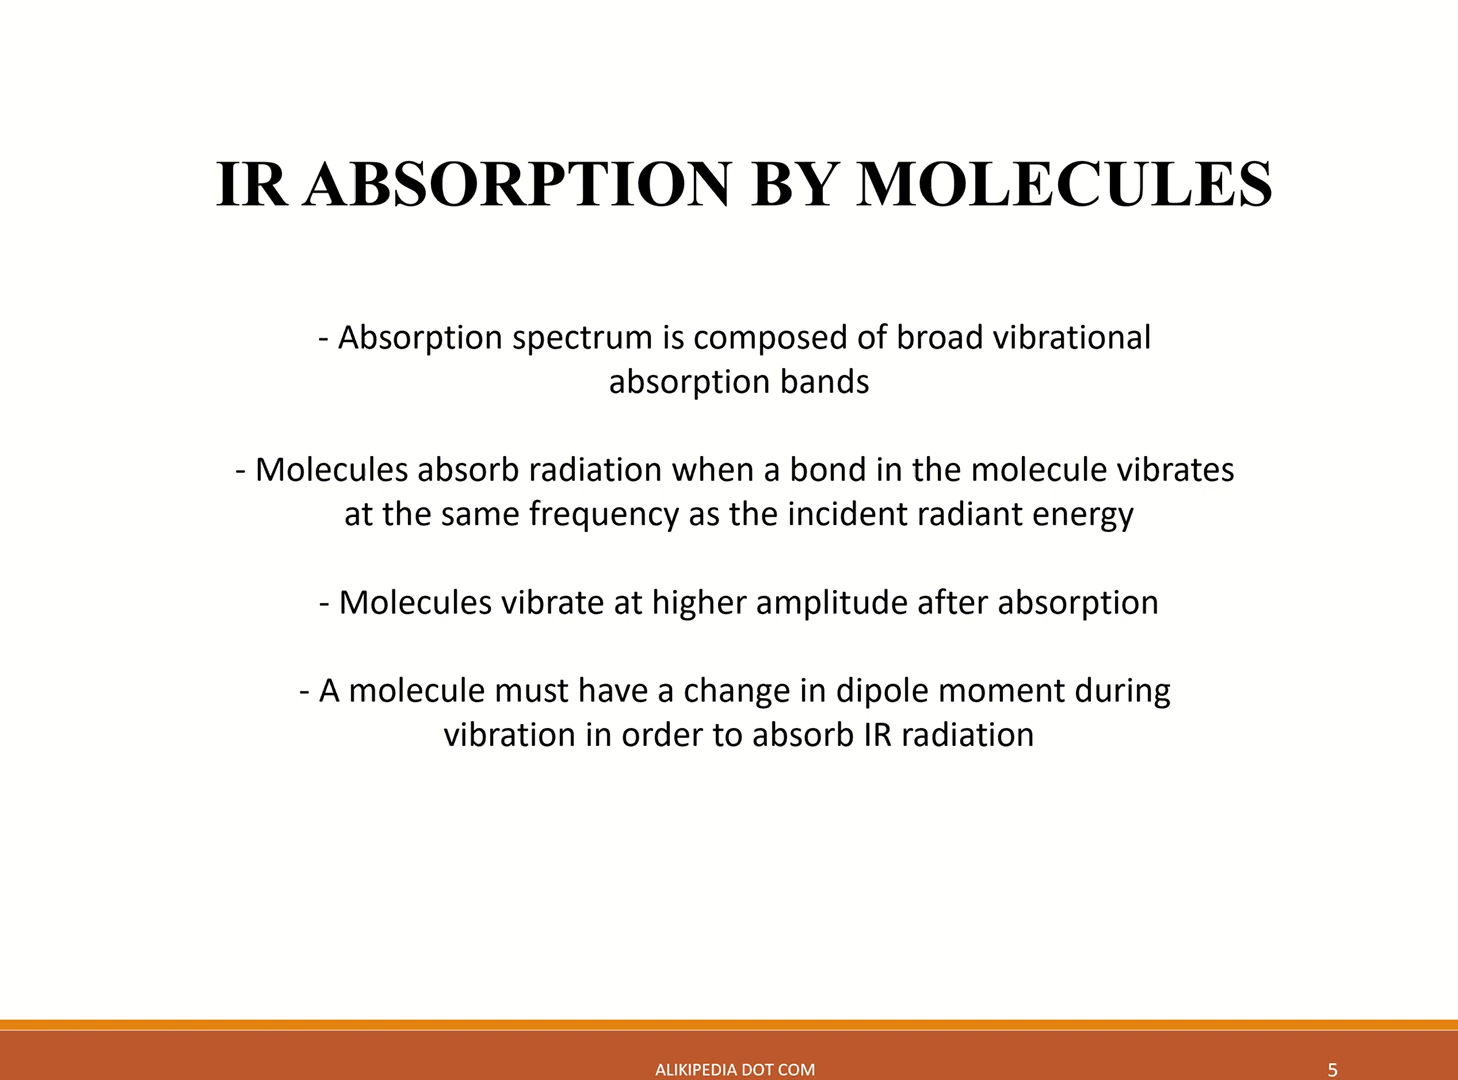 IR ABSORPTION BY MOLECULES
- Absorption spectrum is composed of broad vibrational
absorption bands
- Molecules absorb radiation when a bond in the molecule vibrates
at the same frequency as the incident radiant energy
- Molecules vibrate at higher amplitude after absorption
- A molecule must have a change in dipole moment during
vibration in order to absorb IR radiation
ALIKIPEDIA DOT COM
5